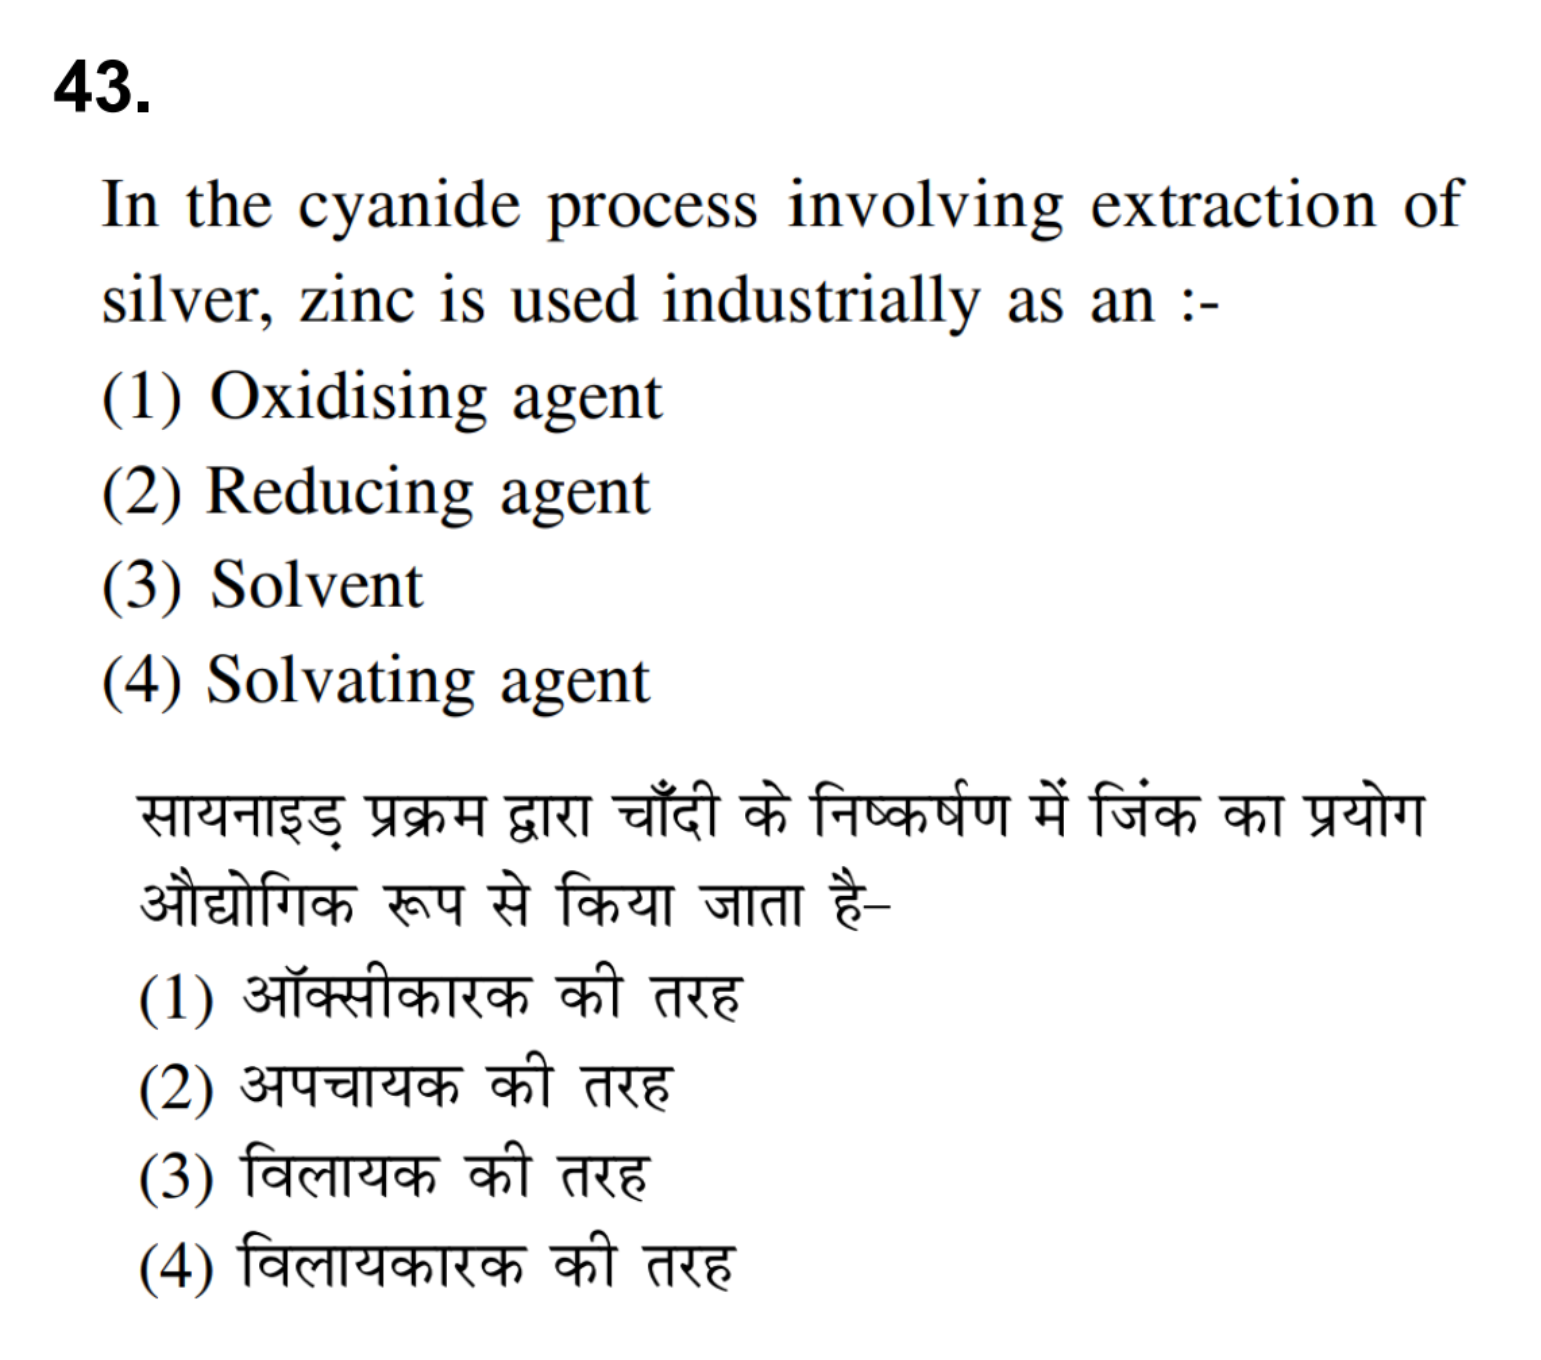 43.
In the cyanide process involving extraction of
silver, zinc is used industrially as an :-
(1) Oxidising agent
(2) Reducing agent
(3) Solvent
(4) Solvating agent
सायनाइड़ प्रक्रम द्वारा चाँदी के निष्कर्षण में जिंक का प्रयोग
औद्योगिक रूप से किया जाता है–
(1) ऑक्सीकारक की तरह
(2) अपचायक की तरह
(3) विलायक की तरह
(4) विलायकारक की तरह